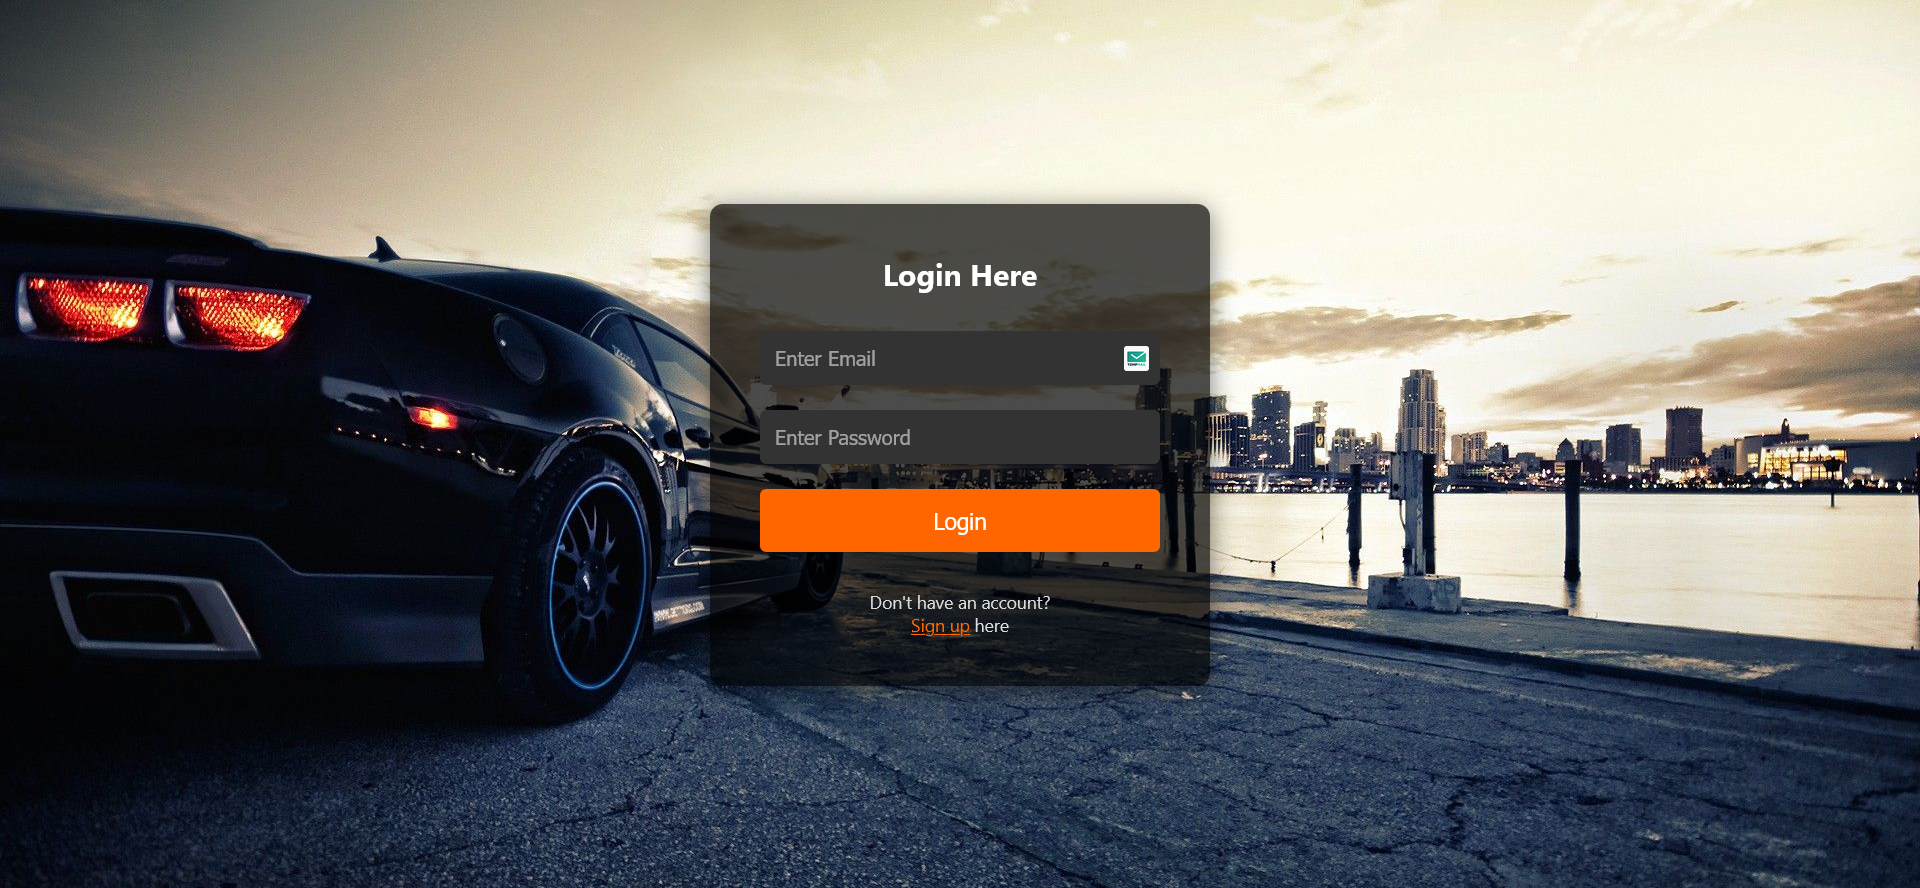 Login Here
Enter Email
Enter Password
Login
Don't have an account?
Sign up here